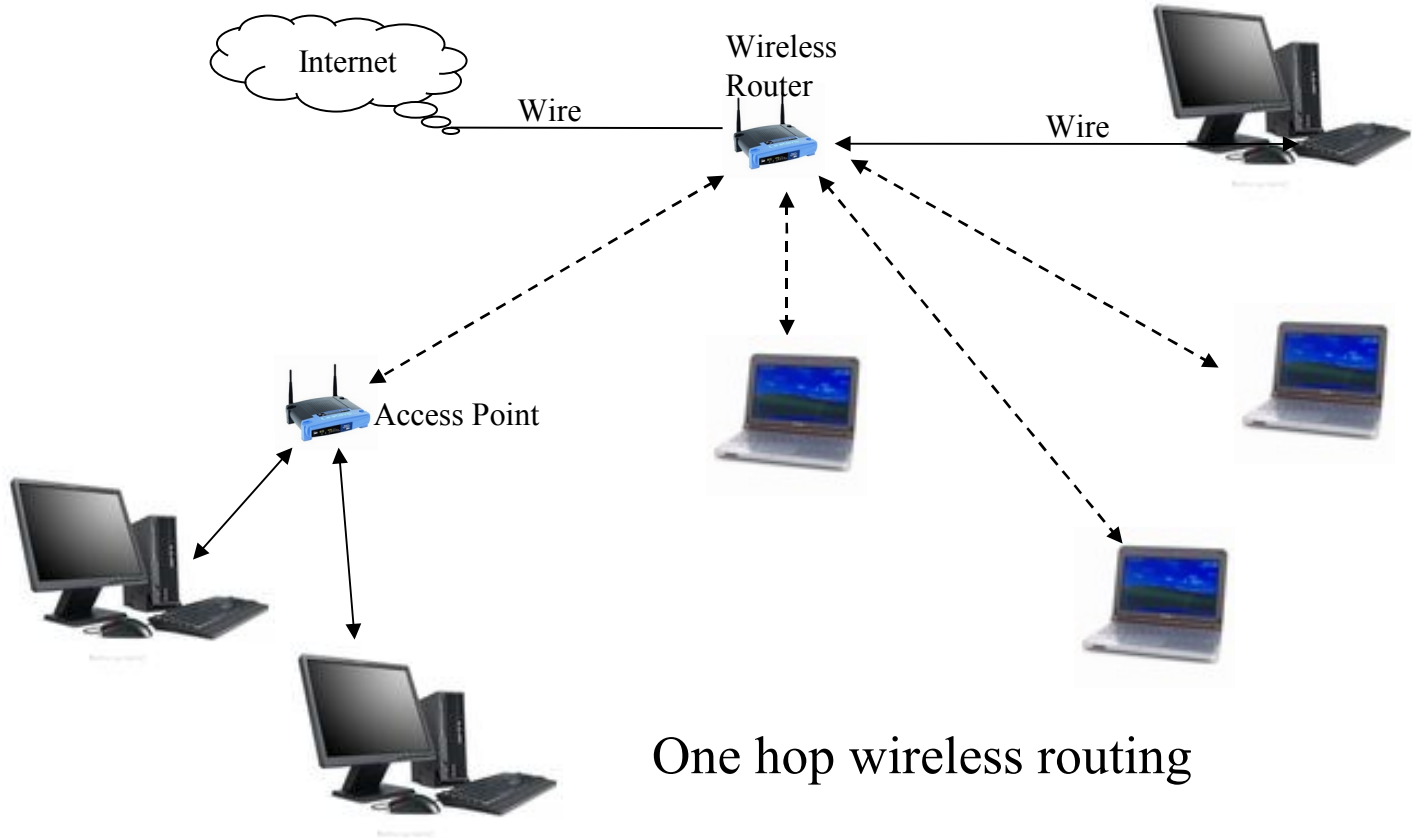 Internet
Wire
Wireless
Router
Wire
Access Point
One hop wireless routing